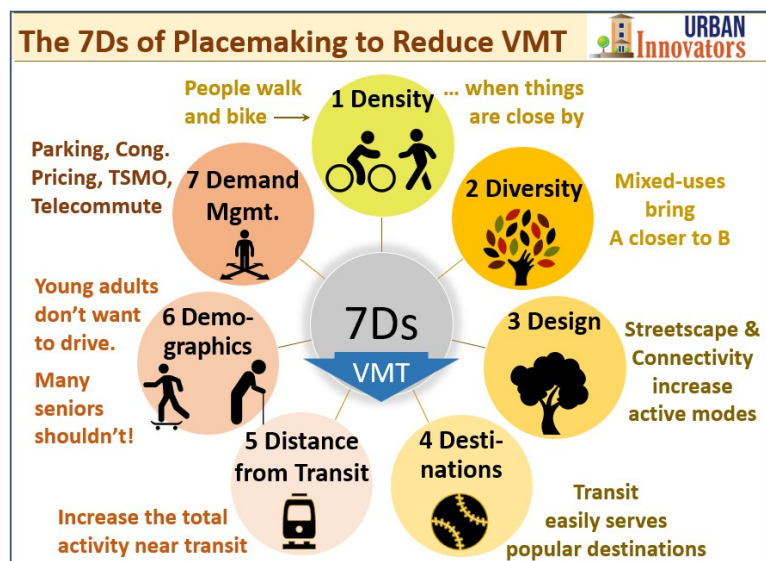 The 7Ds of Placemaking to Reduce VMT
URBAN
Innovators
People walk
and bike
1 Density
... when things
are close by
2 Diversity
Mixed-uses
bring
A closer to B
3 Design
Streetscape &
Connectivity
increase
active modes
4 Desti-
nations
Transit
easily serves
popular destinations
5 Distance
from Transit
Increase the total
activity near transit
6 Demo-
graphics
Young adults
don't want
to drive.
Many
seniors
shouldn't!
7 Demand
Mgmt.
Parking, Cong.
Pricing, TSMO,
Telecommute
7Ds
VMT